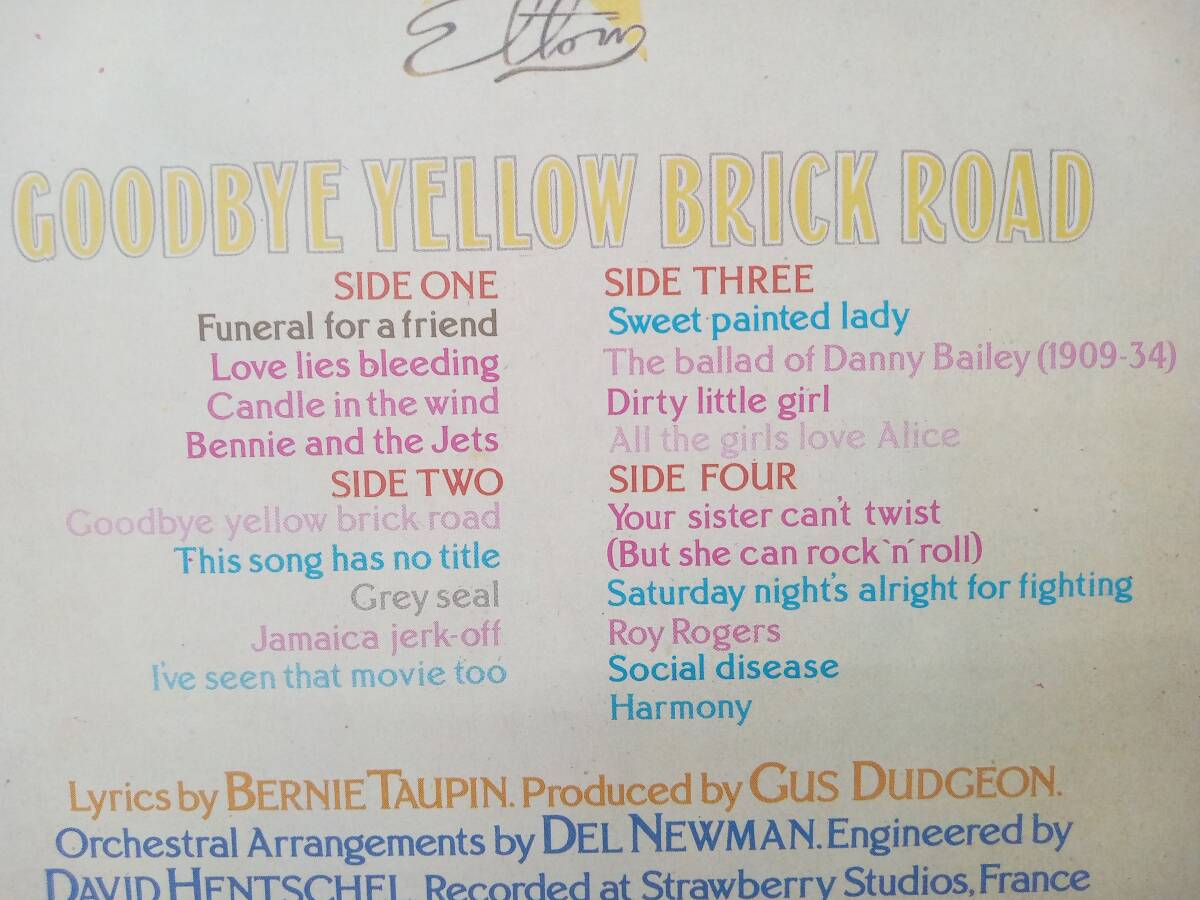 Elton
GOODBYE YELLOW BRICK ROAD
SIDE ONE
Funeral for a friend
Love lies bleeding
Candle in the wind
Bennie and the Jets
SIDE TWO
Goodbye yellow brick road
This song has no title
Grey seal
Jamaica jerk-off
I've seen that movie too
SIDE THREE
Sweet painted lady
The ballad of Danny Bailey (1909-34)
Dirty little girl
All the girls love Alice
SIDE FOUR
Your sister can't twist
(But she can rock `n´ roll)
Saturday night's alright for fighting
Roy Rogers
Social disease
Harmony
Lyrics by BERNIE TAUPIN. Produced by GUS DUDGEON.
Orchestral Arrangements by DEL NEWMAN. Engineered by
DAVID HENTSCHEL. Recorded at Strawberry Studios, France